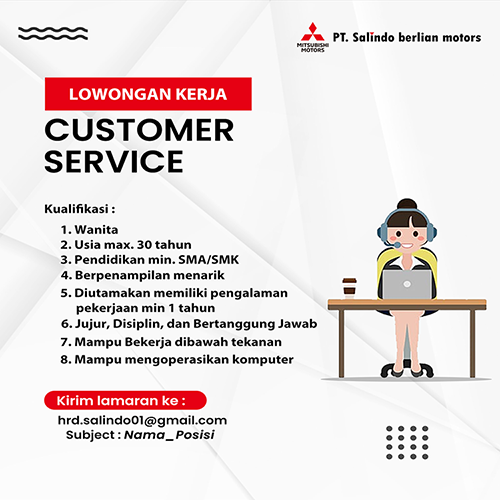 MITSUBISHI
MOTORS
PT. Salindo berlian motors
LOWONGAN KERJA
CUSTOMER
SERVICE
Kualifikasi :
1. Wanita
2. Usia max. 30 tahun
3. Pendidikan min. SMA/SMK
4. Berpenampilan menarik
5. Diutamakan memiliki pengalaman
pekerjaan min 1 tahun
6. Jujur, Disiplin, dan Bertanggung Jawab
7. Mampu Bekerja dibawah tekanan
8. Mampu mengoperasikan komputer
Kirim lamaran ke :
hrd.salindo01@gmail.com
Subject : Nama_Posisi